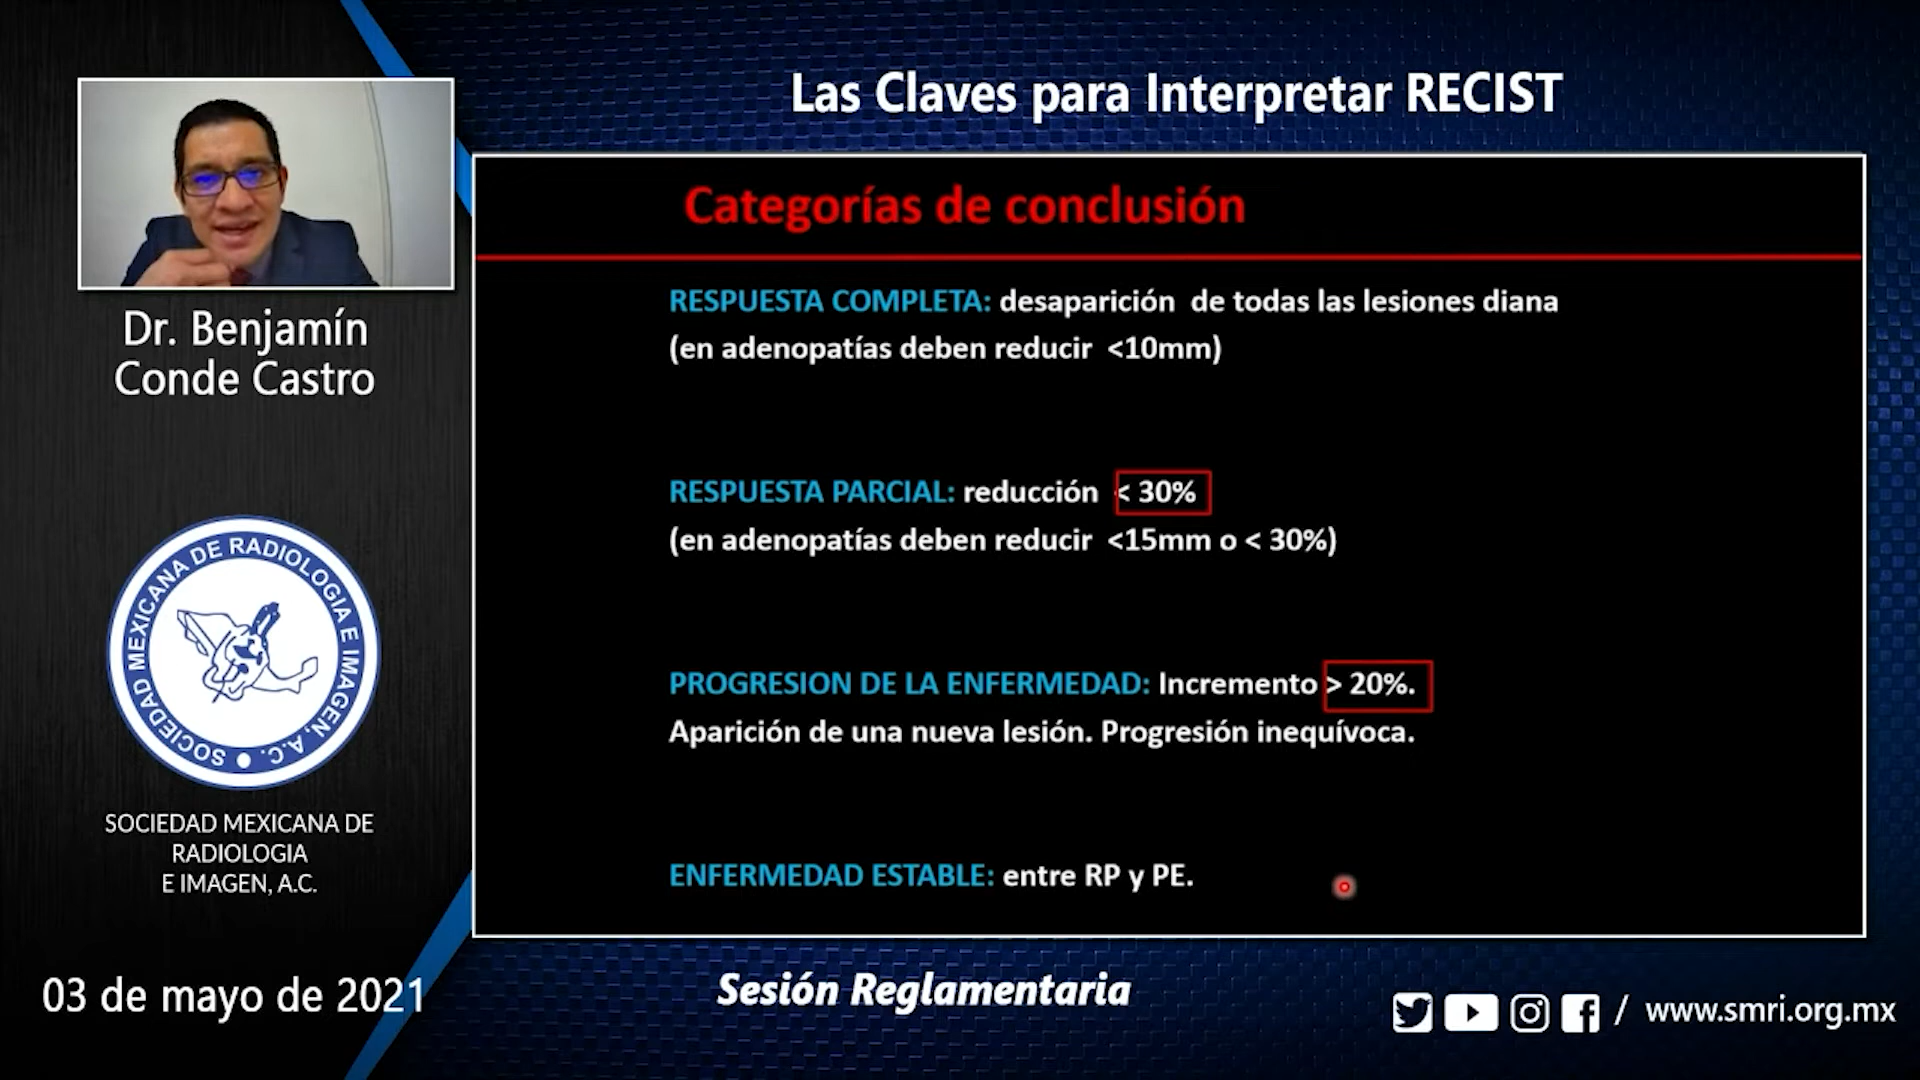 Las Claves para Interpretar RECIST
Dr. Benjamín
Conde Castro
SOCIEDAD MEXICANA DE RADIOLOGIA E IMAGEN, A.C.
SOCIEDAD MEXICANA DE
RADIOLOGIA
E IMAGEN, A.C.
03 de mayo de 2021
Categorías de conclusión
RESPUESTA COMPLETA: desaparición de todas las lesiones diana
(en adenopatías deben reducir <10mm)
RESPUESTA PARCIAL: reducción < 30%
(en adenopatías deben reducir <15mm o < 30%)
PROGRESION DE LA ENFERMEDAD: Incremento > 20%.
Aparición de una nueva lesión. Progresión inequívoca.
ENFERMEDAD ESTABLE: entre RP y PE.
Sesión Reglamentaria
/ www.smri.org.mx